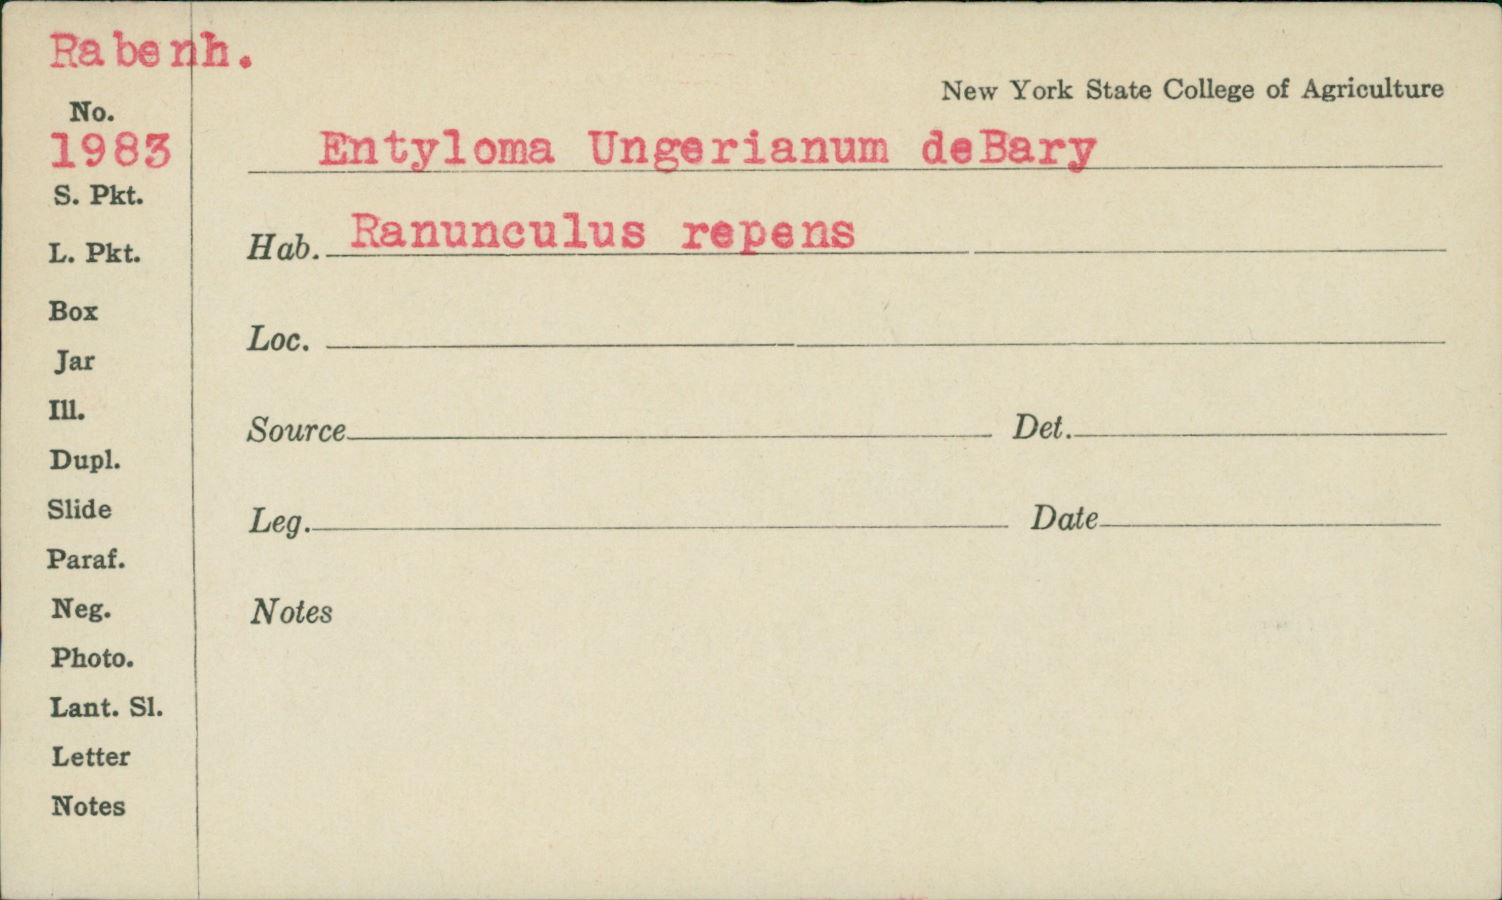 Rabenh.
New York State College of Agriculture
No.
1983
Entyloma Ungerianum deBary
S. Pkt.
Hab. Ranunculus repens
L. Pkt.
Box
Loc.
Jar
Ill.
Source Det.
Dupl.
Slide
Leg. Date
Paraf.
Neg.
Notes
Photo.
Lant. Sl.
Letter
Notes